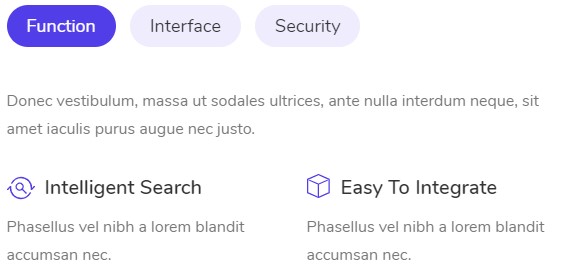 Function Interface Security
Donec vestibulum, massa ut sodales ultrices, ante nulla interdum neque, sit
amet iaculis purus augue nec justo.
Intelligent Search
Phasellus vel nibh a lorem blandit
accumsan nec.
Easy To Integrate
Phasellus vel nibh a lorem blandit
accumsan nec.